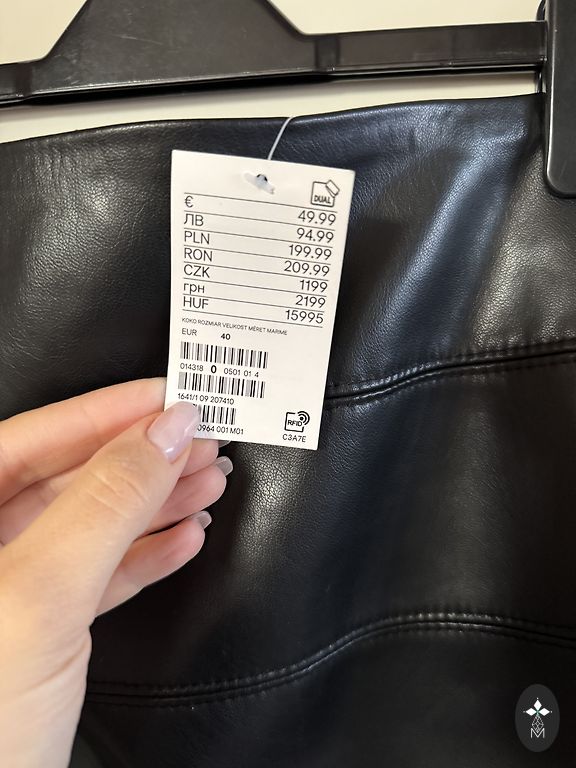 DUAL
€ 49.99
ЛВ 94.99
PLN 199.99
RON 209.99
CZK 1199
грн 2199
HUF 15995
KOKO ROZMIAR VELIKOST MÉRET MARIME
EUR 40
014318 0 0501 01 4
1641/1 09 207410
0964 001 M01
RFID
C3A7E
M